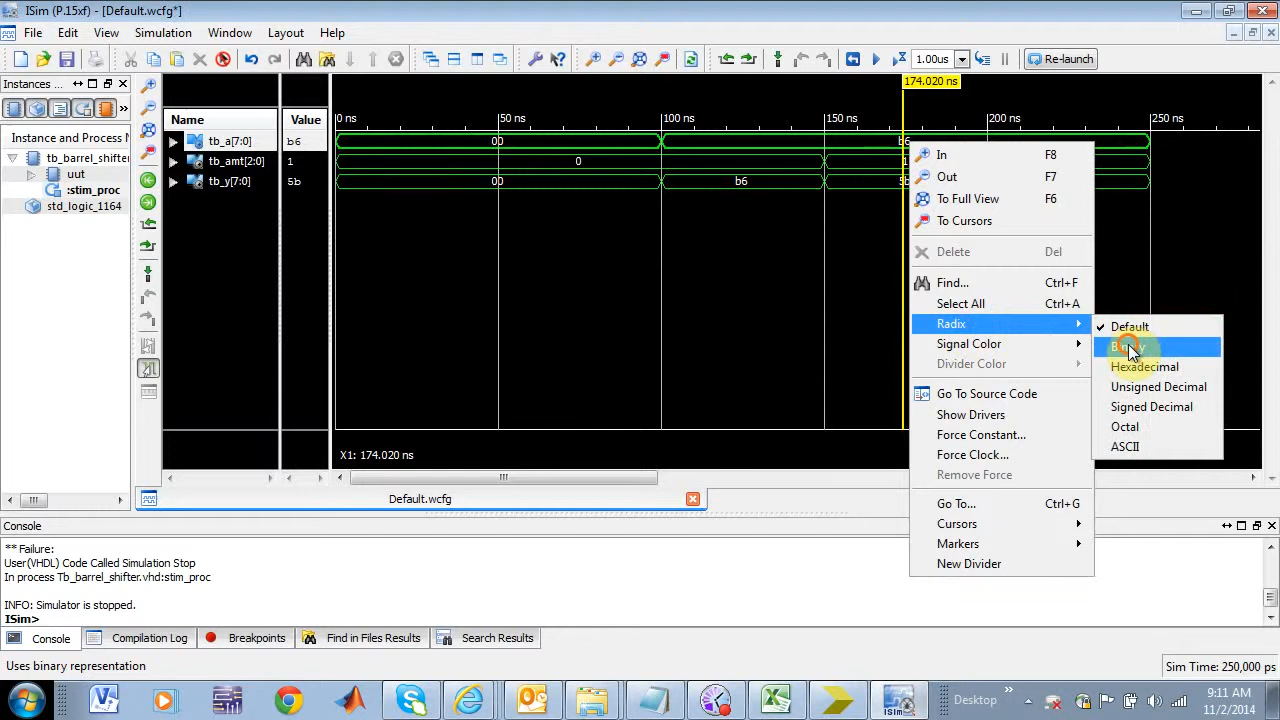 ISim (P.15xf) - [Default.wcfg*]
File Edit View Simulation Window Layout Help
1.00us Re-launch
Instances ...
Instance and Process N
tb_barrel_shifter
uut
:stim_proc
std_logic_1164
Name Value
tb_a[7:0] b6
tb_amt[2:0] 1
tb_y[7:0] 5b
174.020 ns
0 ns 50 ns 100 ns 150 ns 200 ns 250 ns
00 b6
0 1
00 b6 5b
X1: 174.020 ns
Default.wcfg
In F8
Out F7
To Full View F6
To Cursors
Delete Del
Find... Ctrl+F
Select All Ctrl+A
Radix
Signal Color
Divider Color
Go To Source Code
Show Drivers
Force Constant...
Force Clock...
Remove Force
Go To... Ctrl+G
Cursors
Markers
New Divider
Default
Binary
Hexadecimal
Unsigned Decimal
Signed Decimal
Octal
ASCII
Console
** Failure:
User(VHDL) Code Called Simulation Stop
In process Tb_barrel_shifter.vhd:stim_proc
INFO: Simulator is stopped.
ISim>
Console Compilation Log Breakpoints Find in Files Results Search Results
Uses binary representation Sim Time: 250,000 ps
Desktop
9:11 AM
11/2/2014